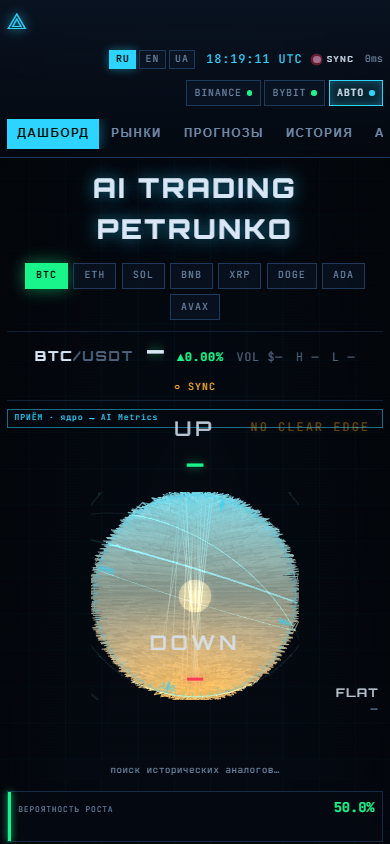 RU EN UA 18:19:11 UTC SYNC 0ms
BINANCE BYBIT АВТО
ДАШБОРД РЫНКИ ПРОГНОЗЫ ИСТОРИЯ А
AI TRADING
PETRUNKO
BTC ETH SOL BNB XRP DOGE ADA
AVAX
BTC/USDT — ▲0.00% VOL $— H — L —
SYNC
ПРИЁМ · ядро → AI Metrics
UP NO CLEAR EDGE
—
DOWN
—
FLAT
—
поиск исторических аналогов…
ВЕРОЯТНОСТЬ РОСТА 50.0%